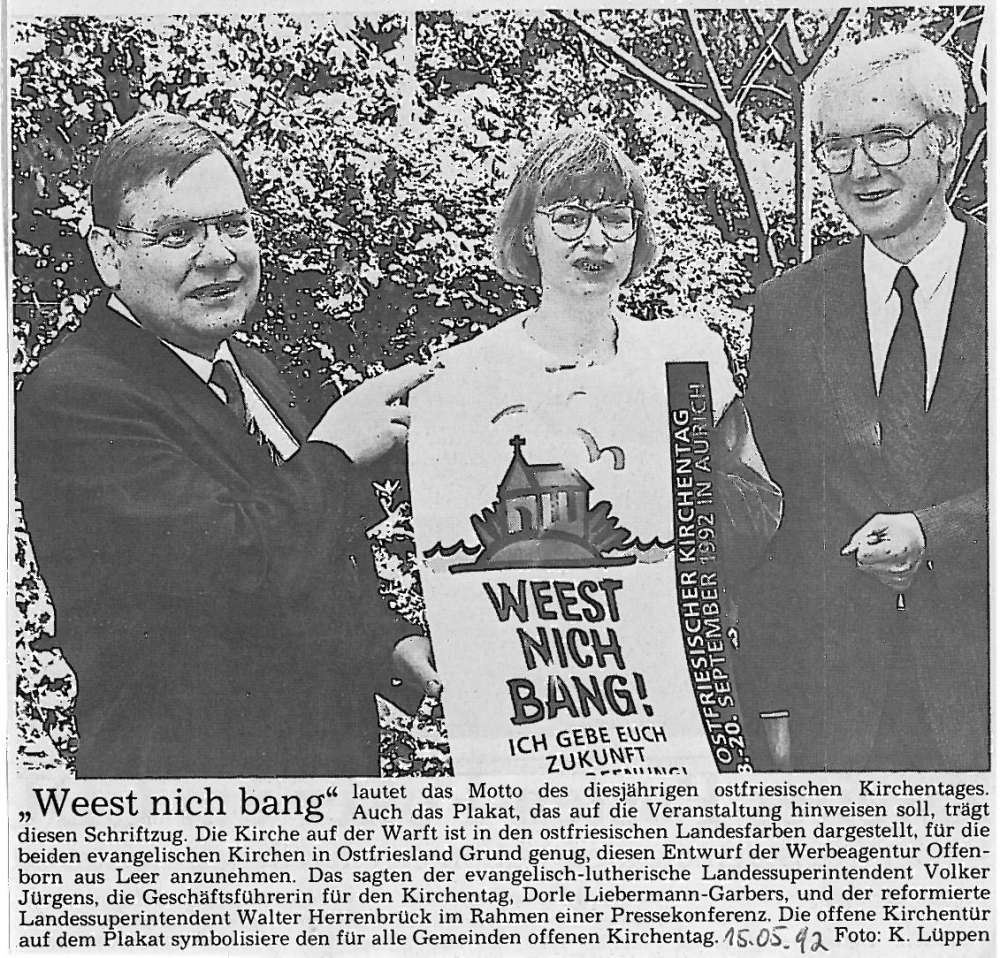 WEEST
NICH
BANG!
ICH GEBE EUCH
ZUKUNFT
OSTFRIESISCHER KIRCHENTAG
20. SEPTEMBER 1992 IN AURICH
„Weest nich bang“ lautet das Motto des diesjährigen ostfriesischen Kirchentages.
Auch das Plakat, das auf die Veranstaltung hinweisen soll, trägt
diesen Schriftzug. Die Kirche auf der Warft ist in den ostfriesischen Landesfarben dargestellt, für die
beiden evangelischen Kirchen in Ostfriesland Grund genug, diesen Entwurf der Werbeagentur Offen-
born aus Leer anzunehmen. Das sagten der evangelisch-lutherische Landessuperintendent Volker
Jürgens, die Geschäftsführerin für den Kirchentag, Dorle Liebermann-Garbers, und der reformierte
Landessuperintendent Walter Herrenbrück im Rahmen einer Pressekonferenz. Die offene Kirchentür
auf dem Plakat symbolisiere den für alle Gemeinden offenen Kirchentag. 15.05.92 Foto: K. Lüppen